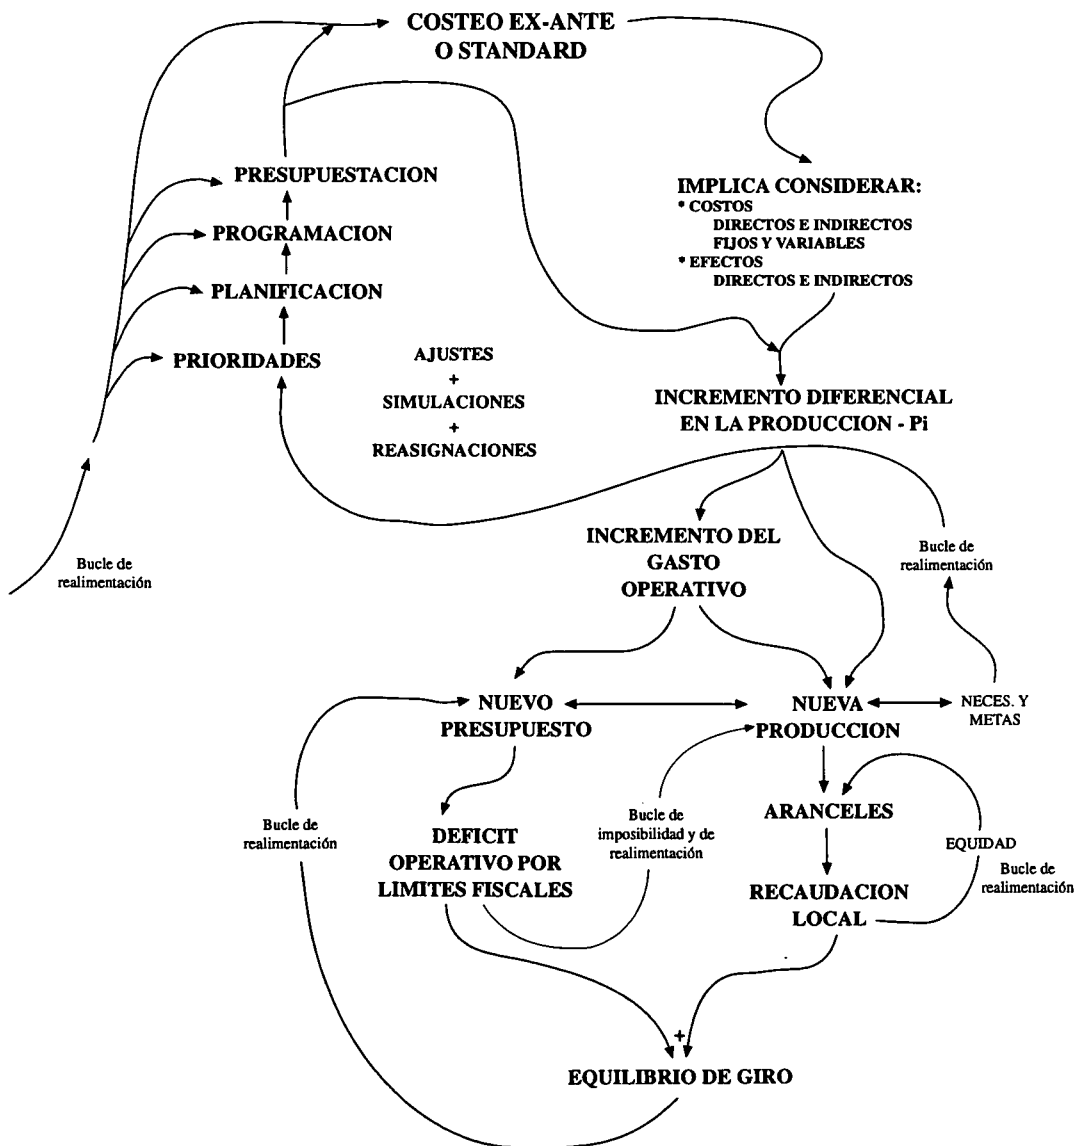 COSTEO EX-ANTE
O STANDARD
PRESUPUESTACION
PROGRAMACION
PLANIFICACION
PRIORIDADES
IMPLICA CONSIDERAR:
* COSTOS
DIRECTOS E INDIRECTOS
FIJOS Y VARIABLES
* EFECTOS
DIRECTOS E INDIRECTOS
AJUSTES
+
SIMULACIONES
+
REASIGNACIONES
INCREMENTO DIFERENCIAL
EN LA PRODUCCION - Pi
Bucle de
realimentación
INCREMENTO DEL
GASTO
OPERATIVO
Bucle de
realimentación
NUEVO
PRESUPUESTO
NUEVA
PRODUCCION
NECES. Y
METAS
Bucle de
realimentación
DEFICIT
OPERATIVO POR
LIMITES FISCALES
Bucle de
imposibilidad y de
realimentación
ARANCELES
EQUIDAD
Bucle de
realimentación
RECAUDACION
LOCAL
+
EQUILIBRIO DE GIRO